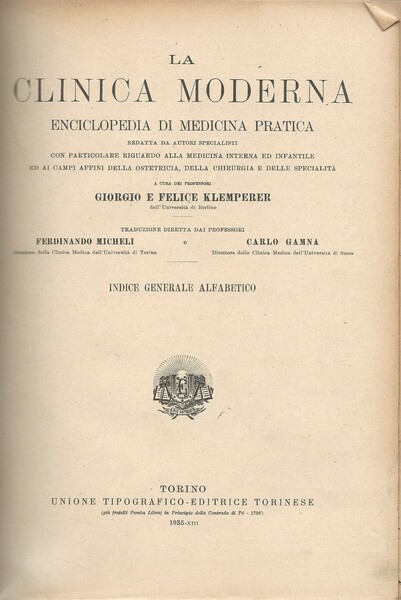 LA
CLINICA MODERNA
ENCICLOPEDIA DI MEDICINA PRATICA
REDATTA DA AUTORI SPECIALISTI
CON PARTICOLARE RIGUARDO ALLA MEDICINA INTERNA ED INFANTILE
ED AI CAMPI AFFINI DELLA OSTETRICIA, DELLA CHIRURGIA E DELLE SPECIALITÀ
A CURA DEI PROFESSORI
GIORGIO E FELICE KLEMPERER
dell'Università di Berlino
TRADUZIONE DIRETTA DAI PROFESSORI
FERDINANDO MICHELI e CARLO GAMNA
Direttore della Clinica Medica dell'Università di Torino Direttore della Clinica Medica dell'Università di Siena
INDICE GENERALE ALFABETICO
TORINO
UNIONE TIPOGRAFICO-EDITRICE TORINESE
(già fratelli Pomba Librai in Principio della Contrada di Pò - 1796)
1935-XIII